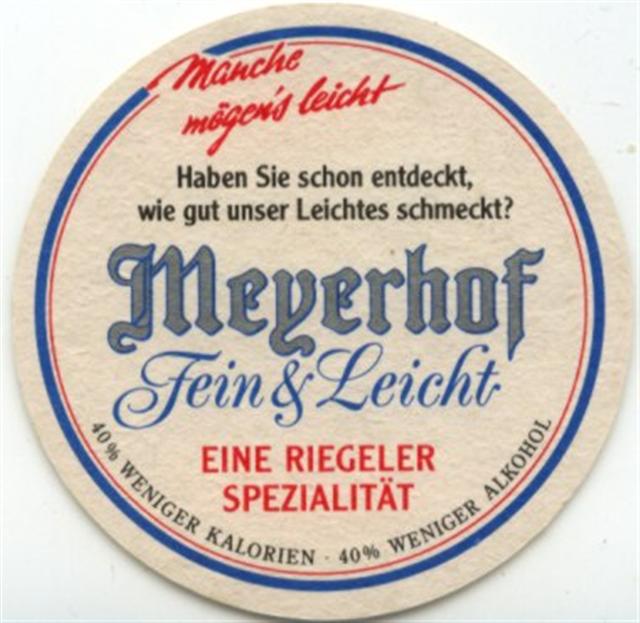 Manche
mögen's leicht
Haben Sie schon entdeckt,
wie gut unser Leichtes schmeckt?
Meyerhof
Fein & Leicht
EINE RIEGELER
SPEZIALITÄT
40% WENIGER KALORIEN · 40% WENIGER ALKOHOL